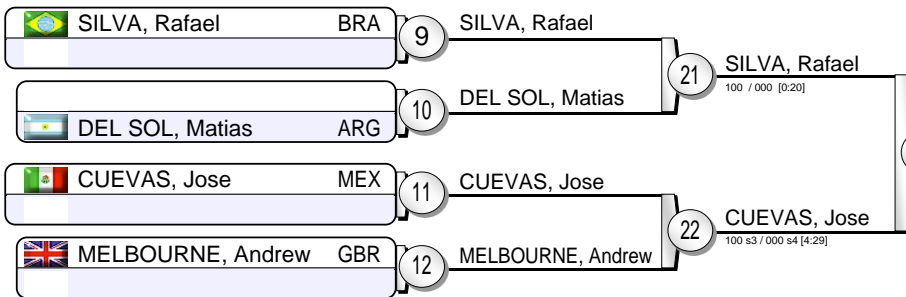 SILVA, Rafael BRA
9
SILVA, Rafael
DEL SOL, Matias ARG
10
DEL SOL, Matias
21
SILVA, Rafael
100 / 000 [0:20]
CUEVAS, Jose MEX
11
CUEVAS, Jose
MELBOURNE, Andrew GBR
12
MELBOURNE, Andrew
22
CUEVAS, Jose
100 s3 / 000 s4 [4:29]